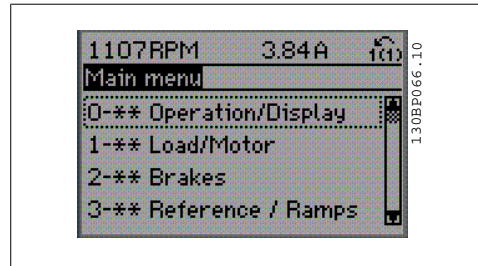 1107RPM 3.84A 1(1)
Main menu
0-** Operation/Display
1-** Load/Motor
2-** Brakes
3-** Reference / Ramps
130BP066.10